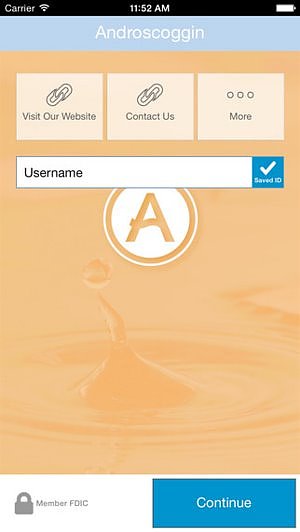 Carrier 11:52 AM
Androscoggin
Visit Our Website Contact Us More
Username
Saved ID
A
Member FDIC
Continue